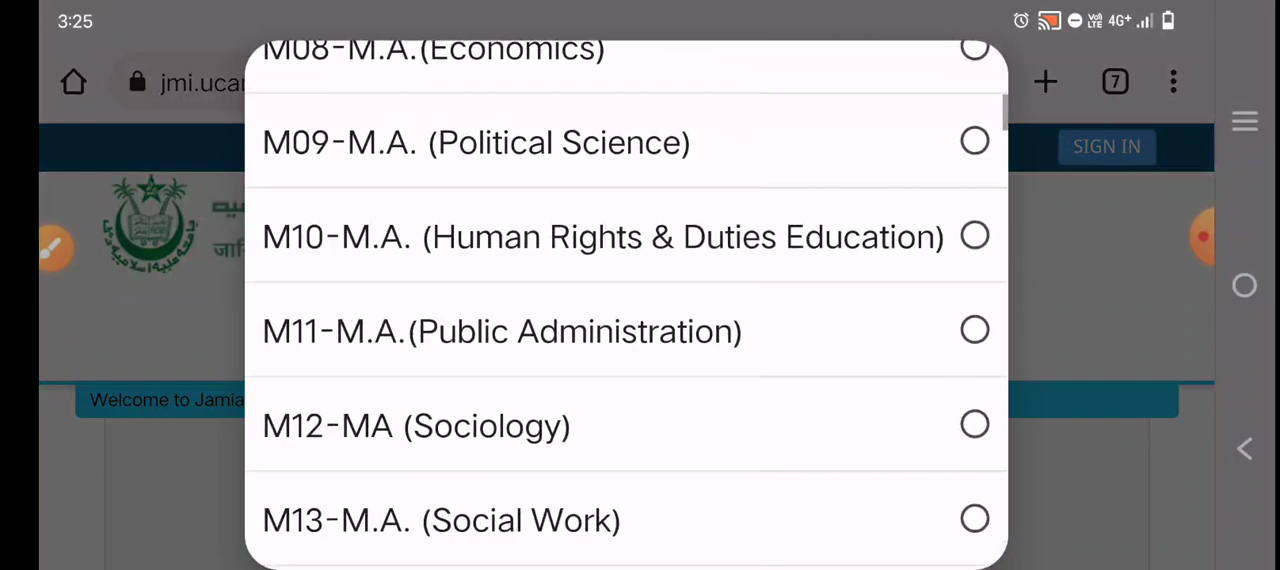 3:25
4G+
M08-M.A.(Economics)
jmi.uca
7
M09-M.A. (Political Science)
SIGN IN
M10-M.A. (Human Rights & Duties Education)
M11-M.A.(Public Administration)
Welcome to Jamia
M12-MA (Sociology)
M13-M.A. (Social Work)